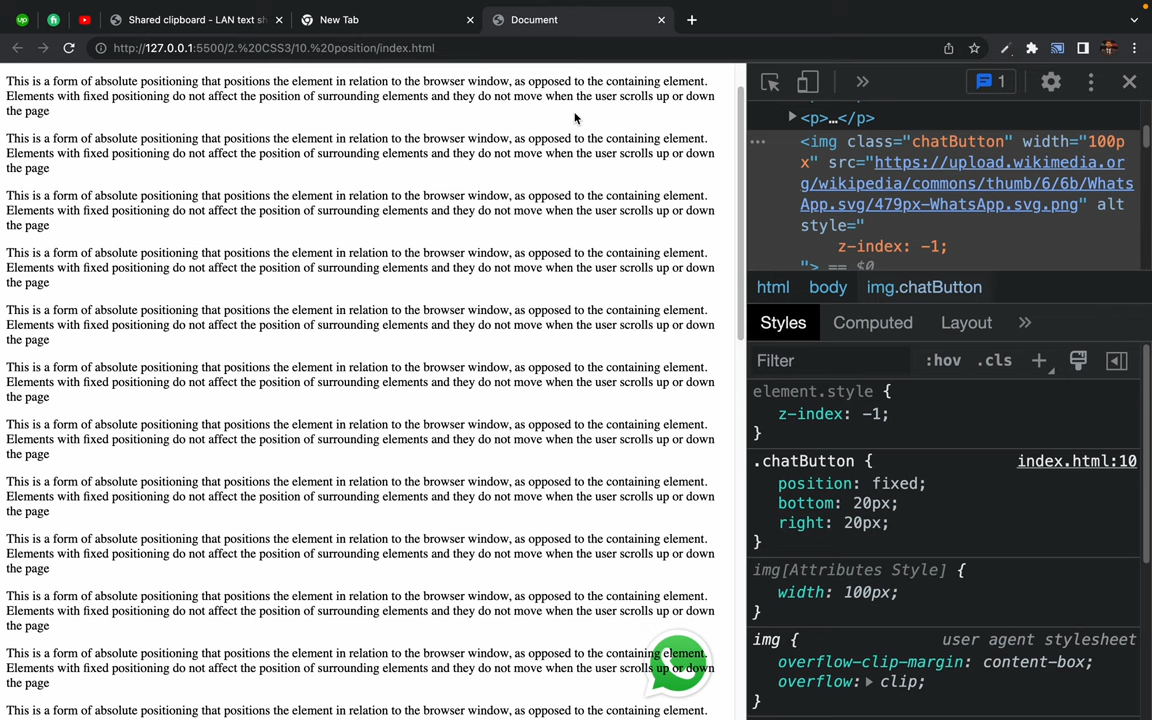 Shared clipboard - LAN text sh
New Tab
Document
http://127.0.0.1:5500/2.%20CSS3/10.%20position/index.html
This is a form of absolute positioning that positions the element in relation to the browser window, as opposed to the containing element.
Elements with fixed positioning do not affect the position of surrounding elements and they do not move when the user scrolls up or down
the page
This is a form of absolute positioning that positions the element in relation to the browser window, as opposed to the containing element.
Elements with fixed positioning do not affect the position of surrounding elements and they do not move when the user scrolls up or down
the page
This is a form of absolute positioning that positions the element in relation to the browser window, as opposed to the containing element.
Elements with fixed positioning do not affect the position of surrounding elements and they do not move when the user scrolls up or down
the page
This is a form of absolute positioning that positions the element in relation to the browser window, as opposed to the containing element.
Elements with fixed positioning do not affect the position of surrounding elements and they do not move when the user scrolls up or down
the page
This is a form of absolute positioning that positions the element in relation to the browser window, as opposed to the containing element.
Elements with fixed positioning do not affect the position of surrounding elements and they do not move when the user scrolls up or down
the page
This is a form of absolute positioning that positions the element in relation to the browser window, as opposed to the containing element.
Elements with fixed positioning do not affect the position of surrounding elements and they do not move when the user scrolls up or down
the page
This is a form of absolute positioning that positions the element in relation to the browser window, as opposed to the containing element.
Elements with fixed positioning do not affect the position of surrounding elements and they do not move when the user scrolls up or down
the page
This is a form of absolute positioning that positions the element in relation to the browser window, as opposed to the containing element.
Elements with fixed positioning do not affect the position of surrounding elements and they do not move when the user scrolls up or down
the page
This is a form of absolute positioning that positions the element in relation to the browser window, as opposed to the containing element.
Elements with fixed positioning do not affect the position of surrounding elements and they do not move when the user scrolls up or down
the page
This is a form of absolute positioning that positions the element in relation to the browser window, as opposed to the containing element.
Elements with fixed positioning do not affect the position of surrounding elements and they do not move when the user scrolls up or down
the page
This is a form of absolute positioning that positions the element in relation to the browser window, as opposed to the containing element.
Elements with fixed positioning do not affect the position of surrounding elements and they do not move when the user scrolls up or down
the page
This is a form of absolute positioning that positions the element in relation to the browser window, as opposed to the containing element.
1
<p>…</p>
<img class="chatButton" width="100p
x" src="https://upload.wikimedia.or
g/wikipedia/commons/thumb/6/6b/Whats
App.svg/479px-WhatsApp.svg.png" alt
style="
z-index: -1;
"> == $0
html body img.chatButton
Styles Computed Layout
Filter :hov .cls
element.style {
z-index: -1;
}
.chatButton { index.html:10
position: fixed;
bottom: 20px;
right: 20px;
}
img[Attributes Style] {
width: 100px;
}
img { user agent stylesheet
overflow-clip-margin: content-box;
overflow: clip;
}